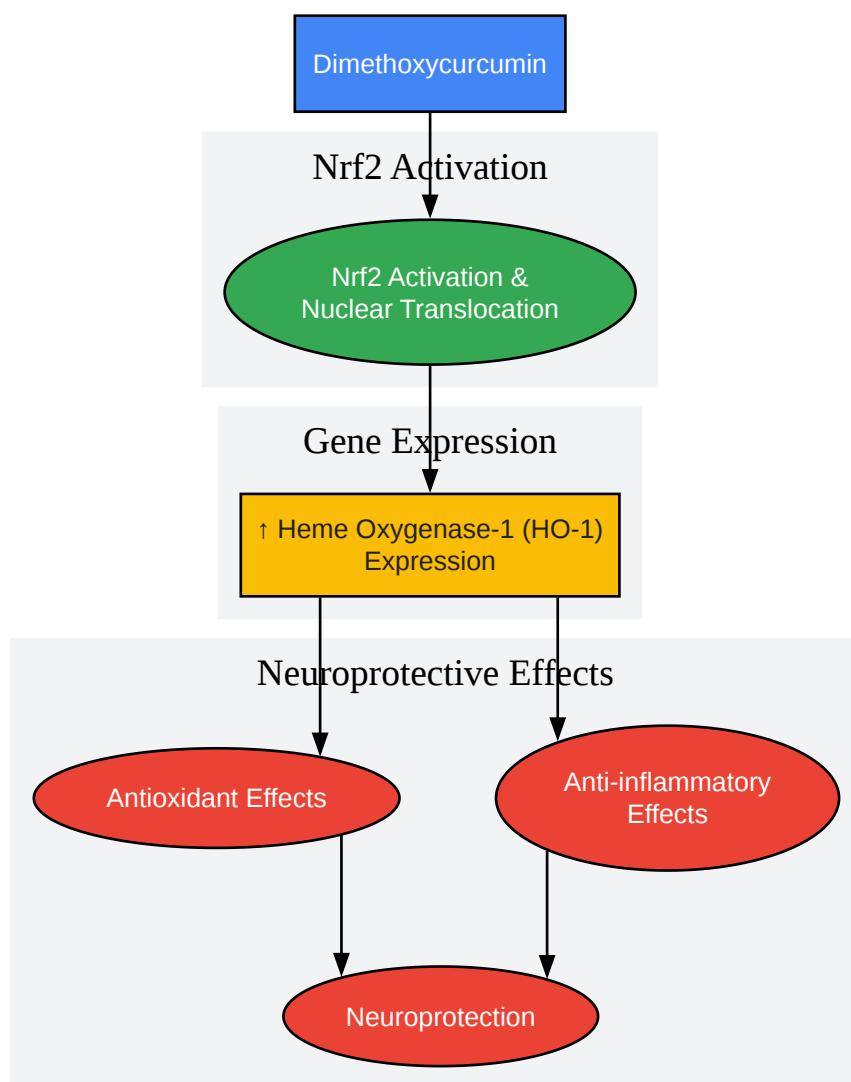 Dimethoxycurcumin
Nrf2 Activation
Nrf2 Activation &
Nuclear Translocation
Gene Expression
↑ Heme Oxygenase-1 (HO-1)
Expression
Neuroprotective Effects
Antioxidant Effects
Anti-inflammatory
Effects
Neuroprotection